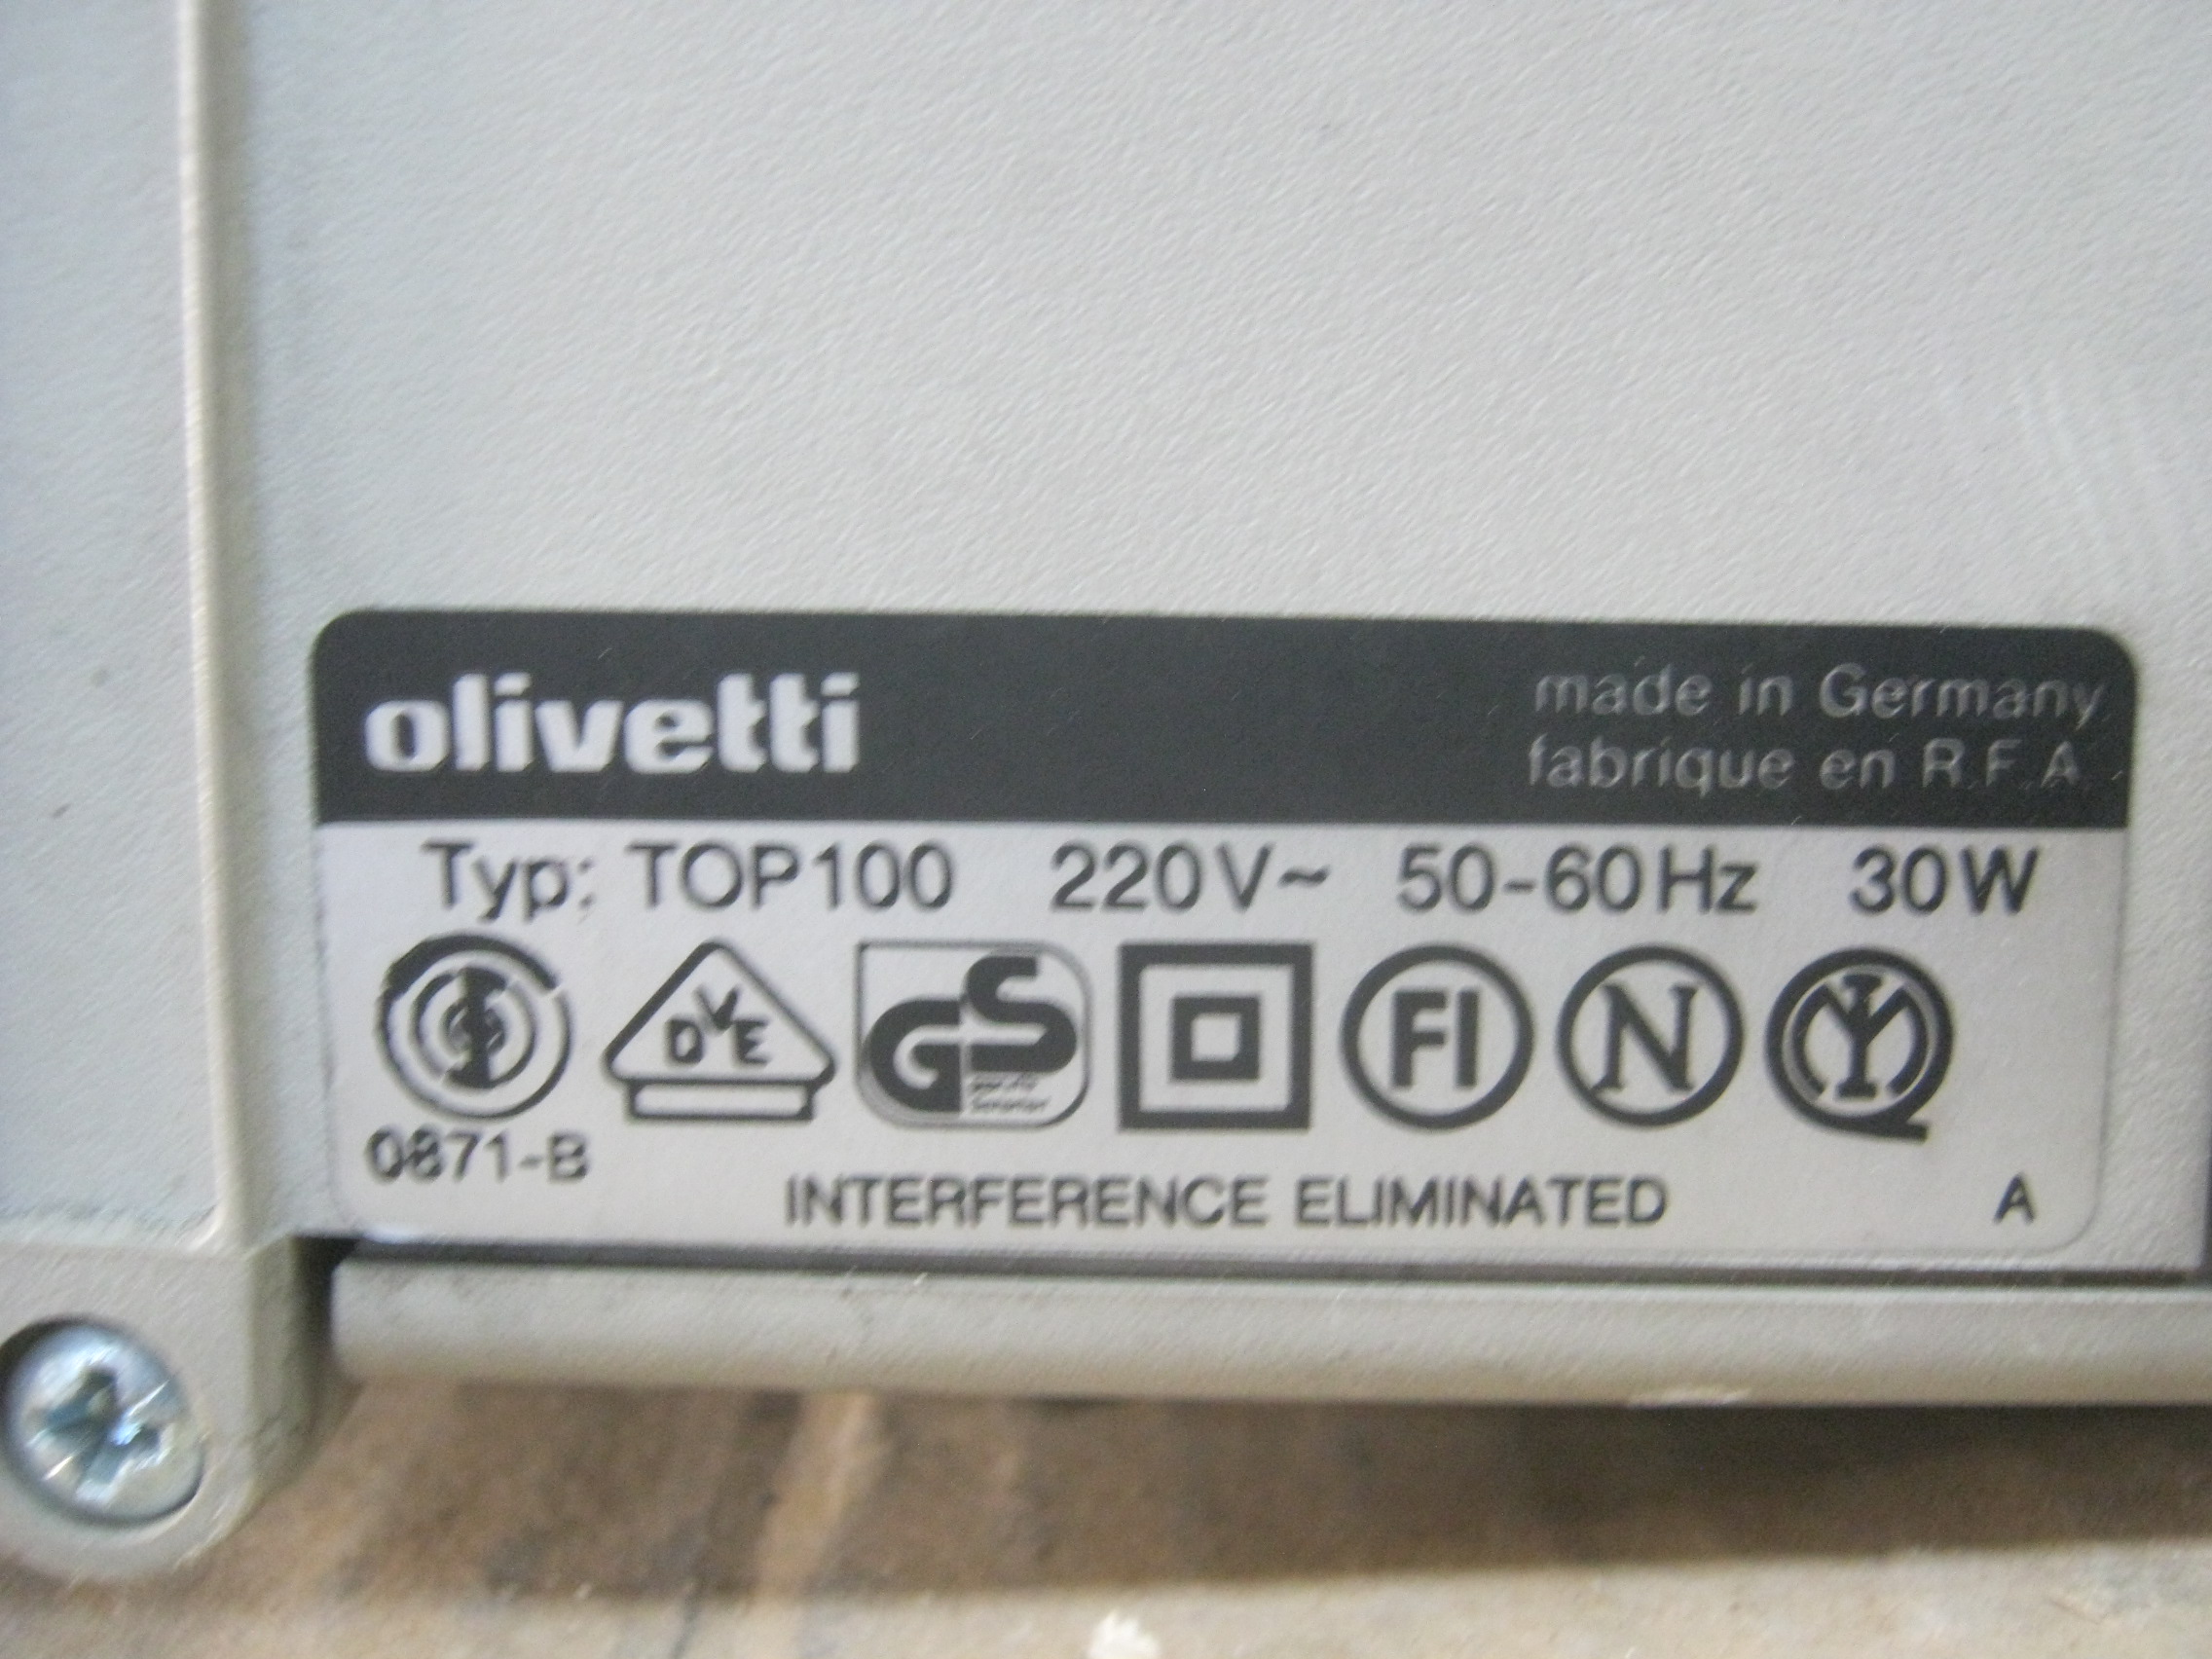 olivetti
made in Germany
fabrique en R.F.A.
Typ: TOP100 220V~ 50-60Hz 30W
DVE GS FI N
0871-B
INTERFERENCE ELIMINATED
A